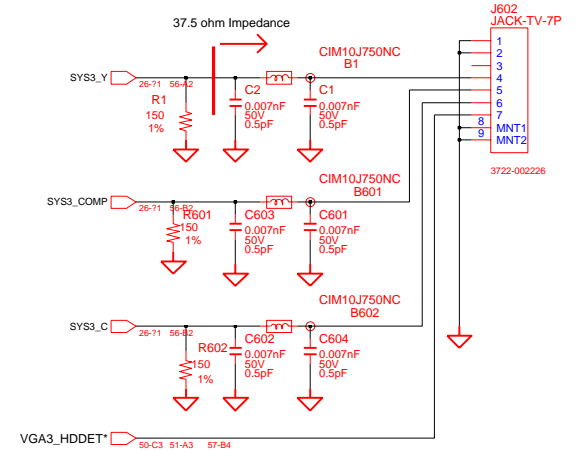 J602
JACK-TV-7P
37.5 ohm Impedance
CIM10J750NC
B1
SYS3_Y
26-?1 56-A2
R1
150
1%
C2
0.007nF
50V
0.5pF
C1
0.007nF
50V
0.5pF
1
2
3
4
5
6
7
8 MNT1
9 MNT2
3722-002226
CIM10J750NC
B601
SYS3_COMP
26-?1 56-B2
R601
150
1%
C603
0.007nF
50V
0.5pF
C601
0.007nF
50V
0.5pF
CIM10J750NC
B602
SYS3_C
26-?1 56-B2
R602
150
1%
C602
0.007nF
50V
0.5pF
C604
0.007nF
50V
0.5pF
VGA3_HDDET*
50-C3 51-A3 57-B4